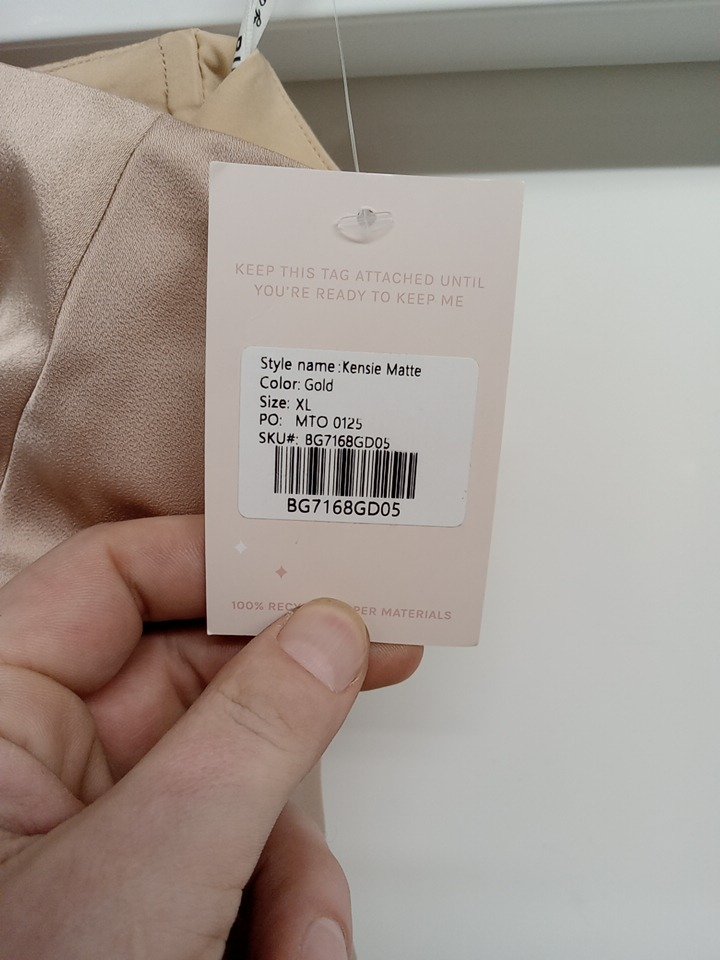 KEEP THIS TAG ATTACHED UNTIL
YOU'RE READY TO KEEP ME
Style name:Kensie Matte
Color: Gold
Size: XL
PO: MTO 0125
SKU#: BG7168GD05
BG7168GD05
100% PER MATERIALS